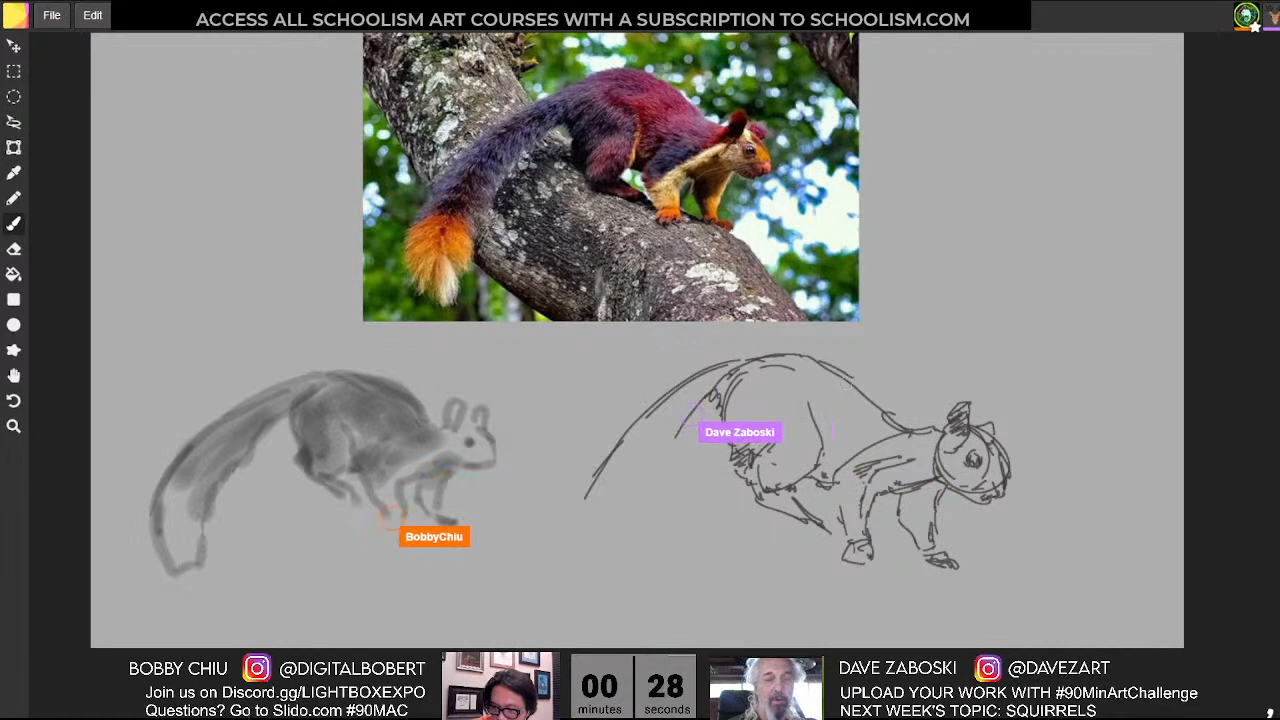 ACCESS ALL SCHOOLISM ART COURSES WITH A SUBSCRIPTION TO SCHOOLISM.COM
File Edit
Dave Zaboski
BobbyChiu
BOBBY CHIU @DIGITALBOBERT
Join us on Discord.gg/LIGHTBOXEXPO
Questions? Go to Slido.com #90MAC
00 minutes
28 seconds
DAVE ZABOSKI @DAVEZART
UPLOAD YOUR WORK WITH #90MinArtChallenge
NEXT WEEK'S TOPIC: SQUIRRELS